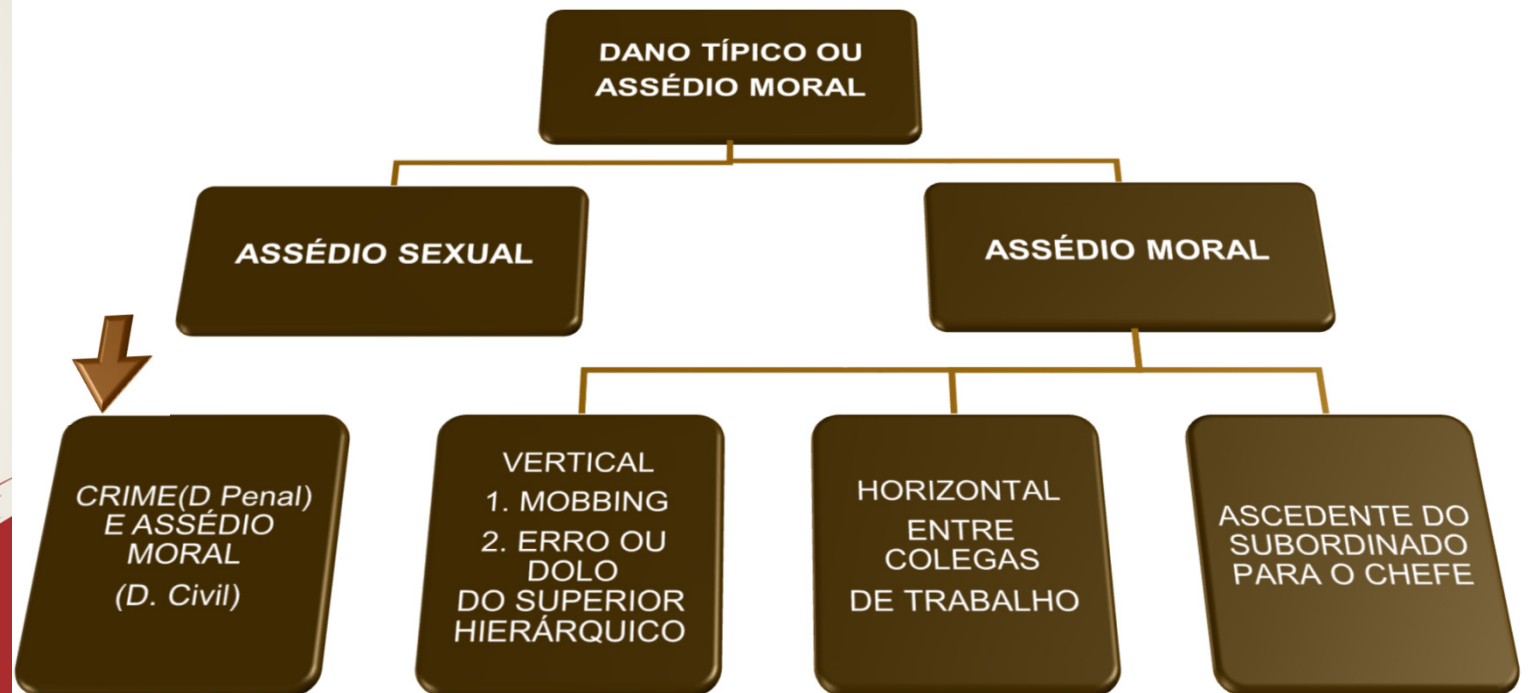 DANO TÍPICO OU
ASSÉDIO MORAL
ASSÉDIO SEXUAL
ASSÉDIO MORAL
CRIME(D Penal)
E ASSÉDIO
MORAL
(D. Civil)
VERTICAL
1. MOBBING
2. ERRO OU
DOLO
DO SUPERIOR
HIERÁRQUICO
HORIZONTAL
ENTRE
COLEGAS
DE TRABALHO
ASCEDENTE DO
SUBORDINADO
PARA O CHEFE